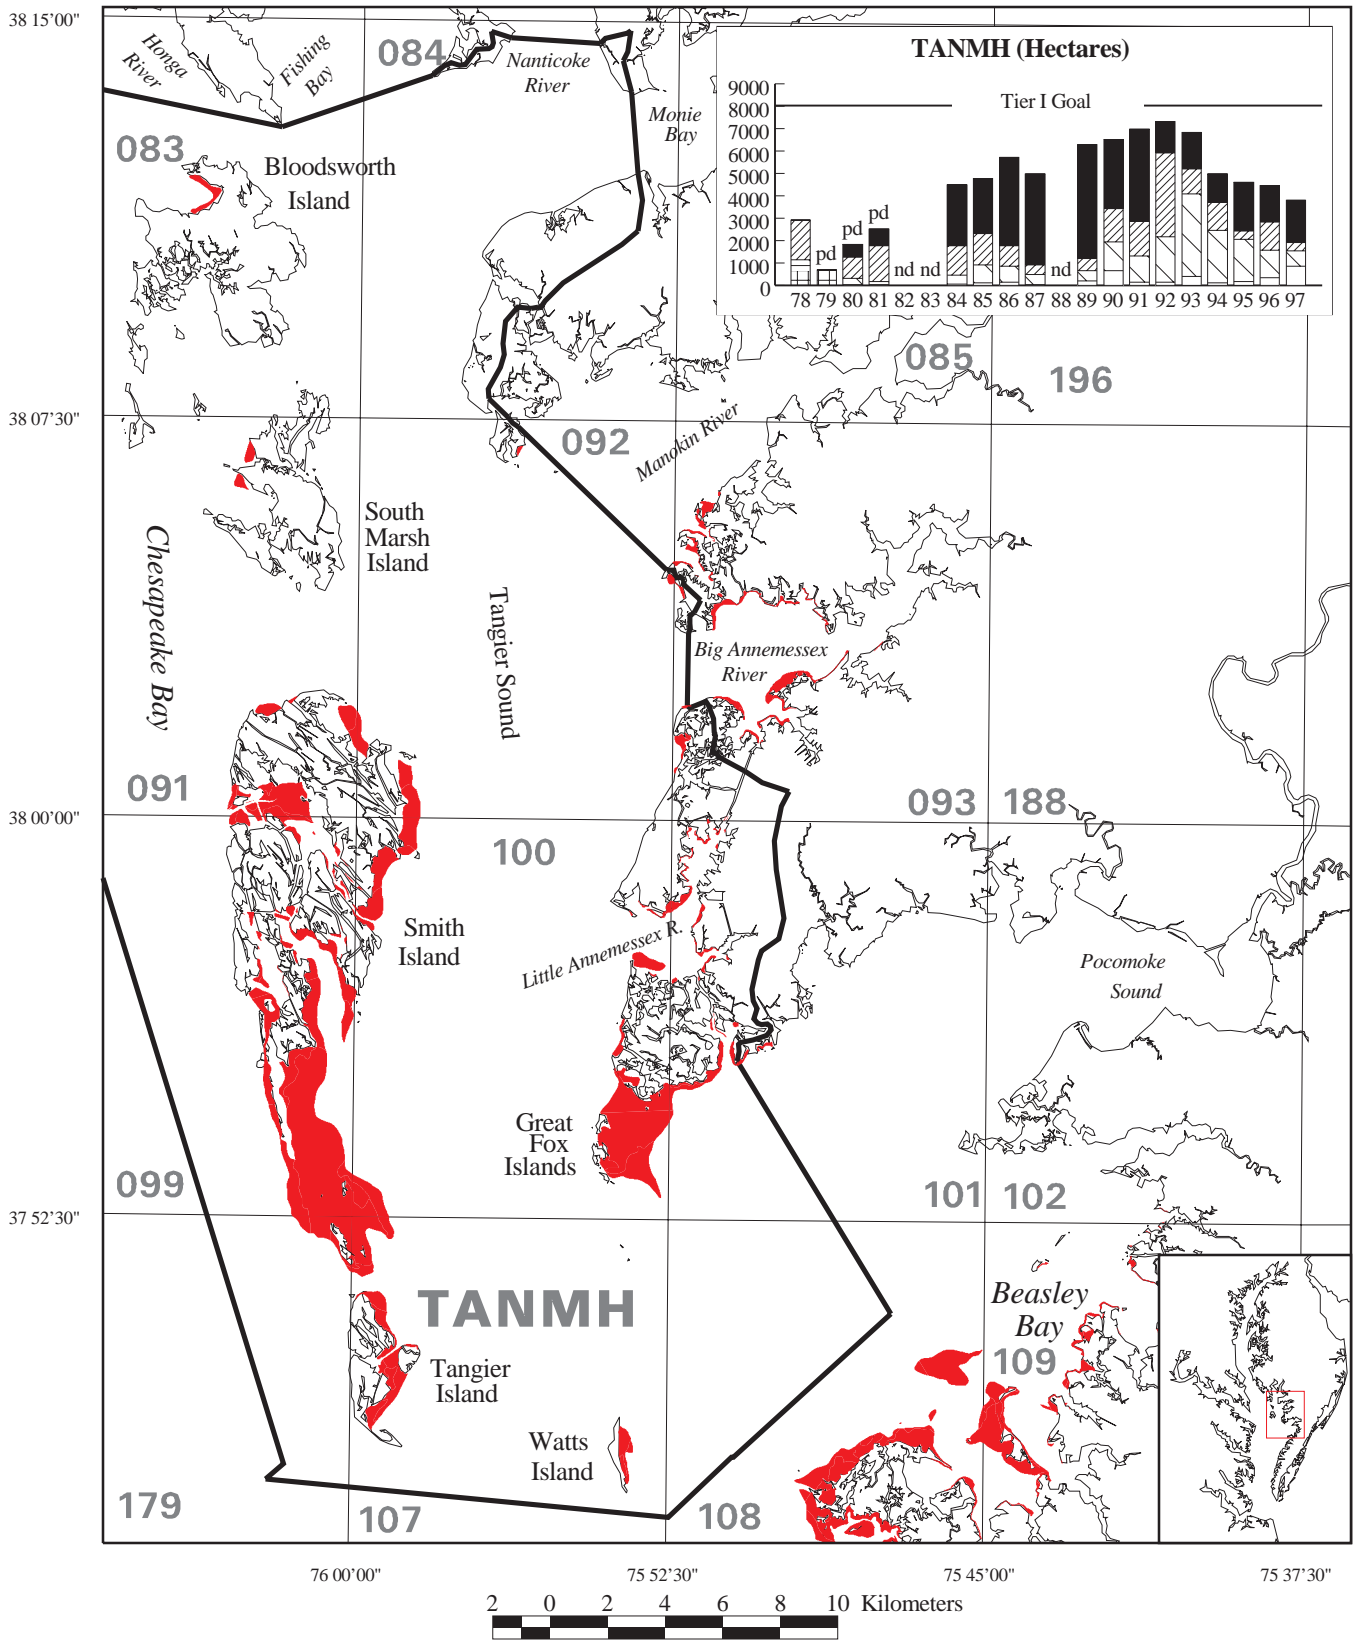 38 15'00"
Honga
River
Fishing
Bay
084
Nanticoke
River
Monie
Bay
TANMH (Hectares)
9000
8000
7000
6000
5000
4000
3000
2000
1000
0
Tier I Goal
pd
pd
pd
nd nd
nd
78 79 80 81 82 83 84 85 86 87 88 89 90 91 92 93 94 95 96 97
083
Bloodsworth
Island
085
196
38 07'30"
092
Manokin River
South
Marsh
Island
Chesapeake Bay
Tangier Sound
Big Annemessex
River
091
093 188
38 00'00"
100
Smith
Island
Little Annemessex R.
Pocomoke
Sound
Great
Fox
Islands
099
101 102
37 52'30"
TANMH
Beasley
Bay
109
Tangier
Island
Watts
Island
179
107
108
76 00'00"
75 52'30"
75 45'00"
75 37'30"
2 0 2 4 6 8 10 Kilometers